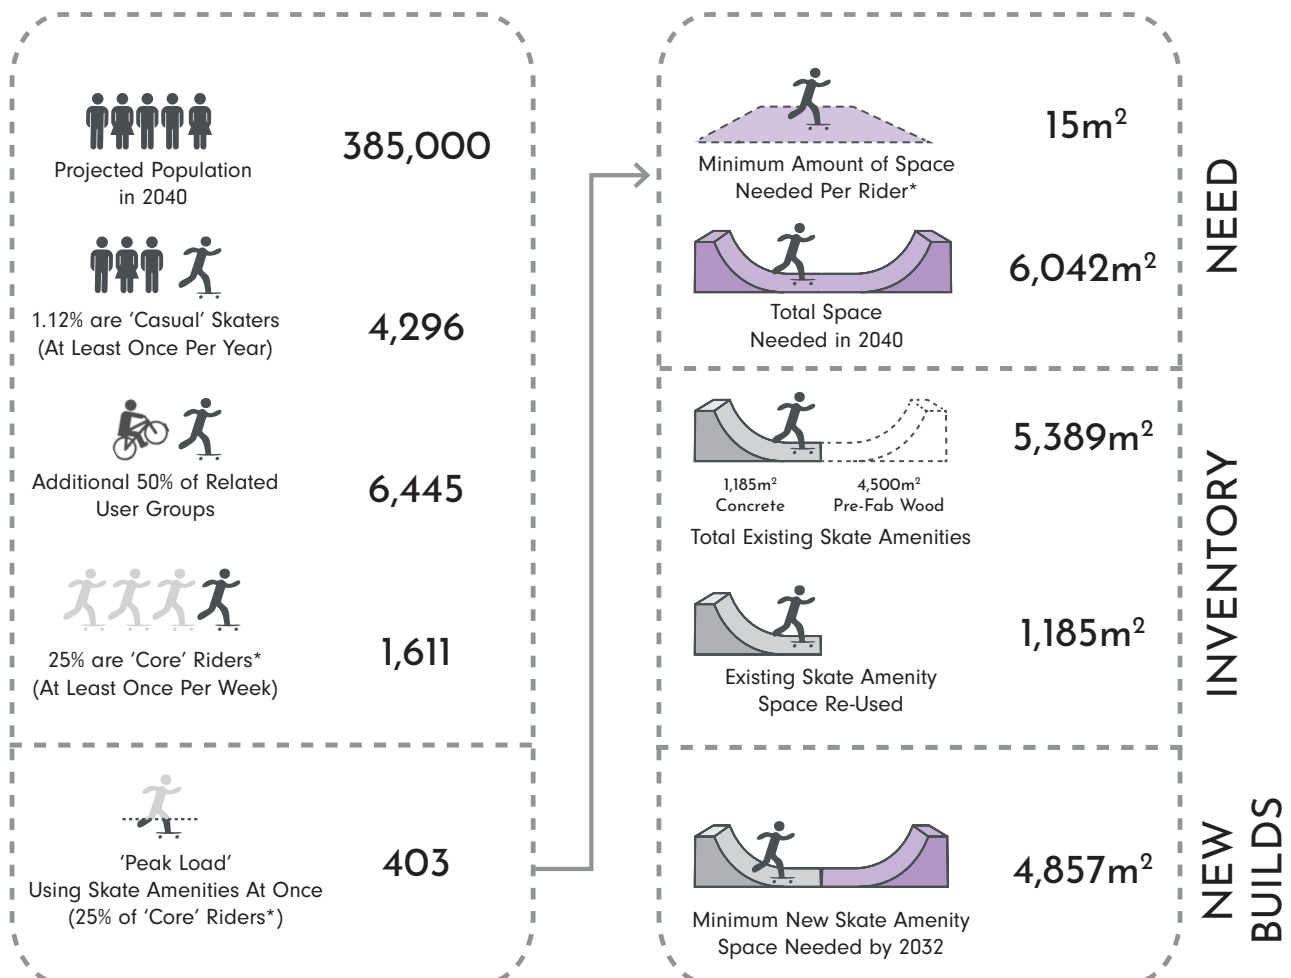 385,000
Projected Population
in 2040
1.12% are ‘Casual’ Skaters
(At Least Once Per Year)
4,296
Additional 50% of Related
User Groups
6,445
25% are ‘Core’ Riders*
(At Least Once Per Week)
1,611
‘Peak Load’
Using Skate Amenities At Once
(25% of ‘Core’ Riders*)
403
NEED
15m²
Minimum Amount of Space
Needed Per Rider*
6,042m²
Total Space
Needed in 2040
INVENTORY
5,389m²
1,185m²
Concrete
4,500m²
Pre-Fab Wood
Total Existing Skate Amenities
1,185m²
Existing Skate Amenity
Space Re-Used
NEW
BUILDS
4,857m²
Minimum New Skate Amenity
Space Needed by 2032